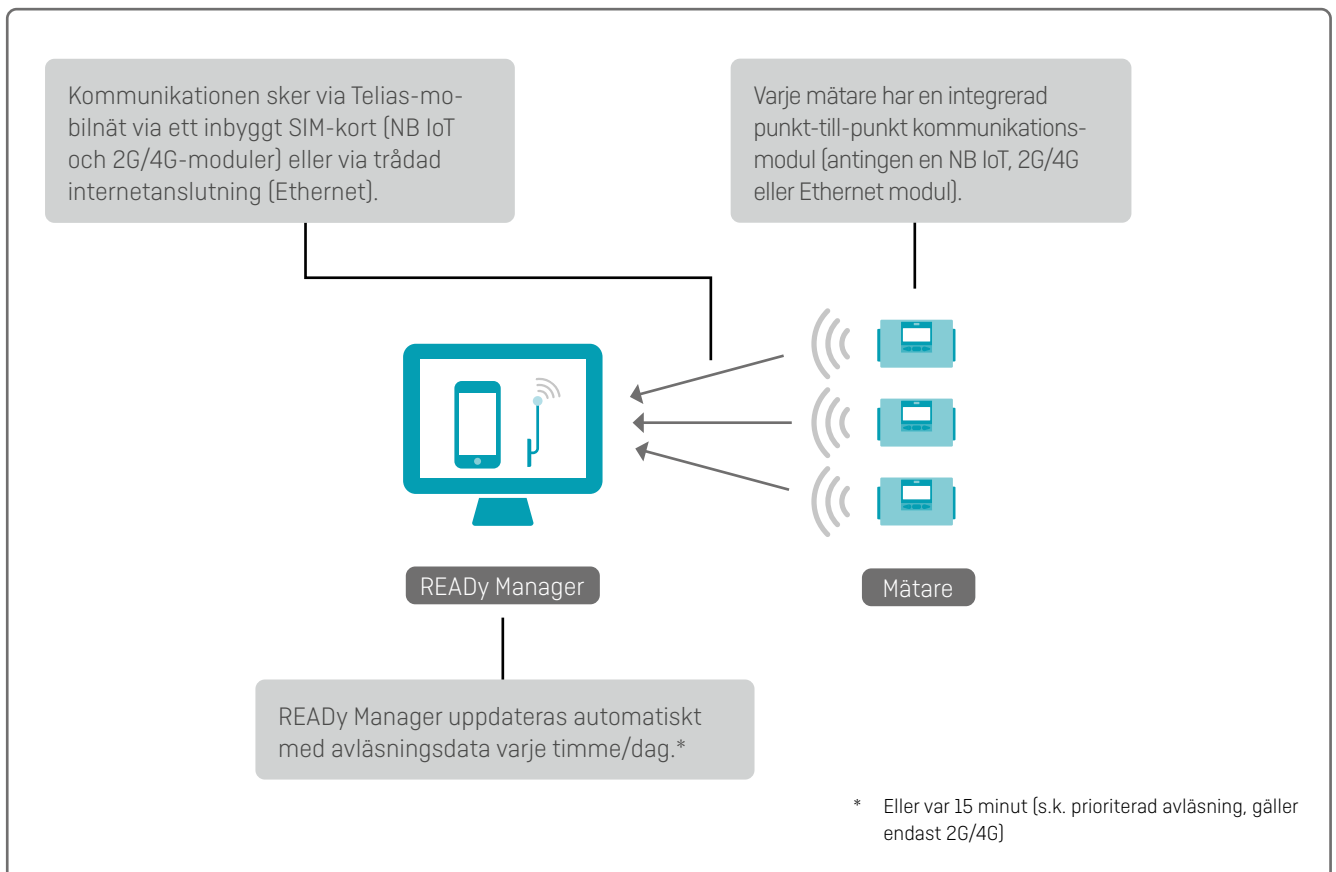 Kommunikationen sker via Telias-mo-
bilnät via ett inbyggt SIM-kort (NB IoT
och 2G/4G-moduler) eller via trådad
internetanslutning (Ethernet).
Varje mätare har en integrerad
punkt-till-punkt kommunikations-
modul (antingen en NB IoT, 2G/4G
eller Ethernet modul).
READy Manager
Mätare
READy Manager uppdateras automatiskt
med avläsningsdata varje timme/dag.*
* Eller var 15 minut (s.k. prioriterad avläsning, gäller
endast 2G/4G)